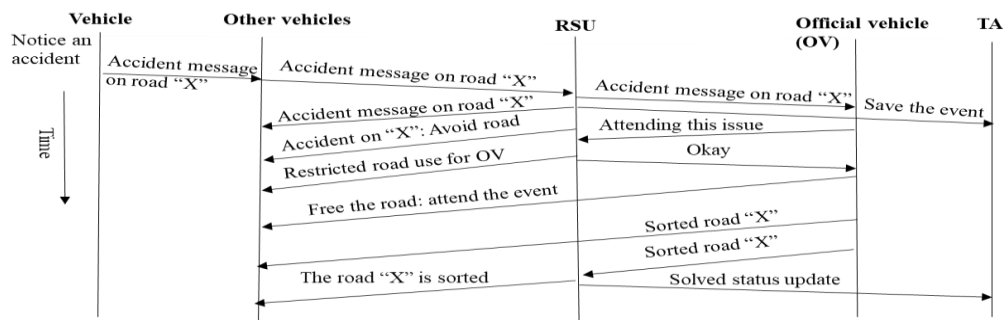 Vehicle
Other vehicles
RSU
Official vehicle
(OV)
TA
Notice an
accident
Accident message
on road “X”
Accident message on road “X”
Accident message on road “X”
Save the event
Accident message on road “X”
Attending this issue
Accident on “X”: Avoid road
Okay
Restricted road use for OV
Time
Free the road: attend the event
Sorted road “X”
Sorted road “X”
The road “X” is sorted
Solved status update